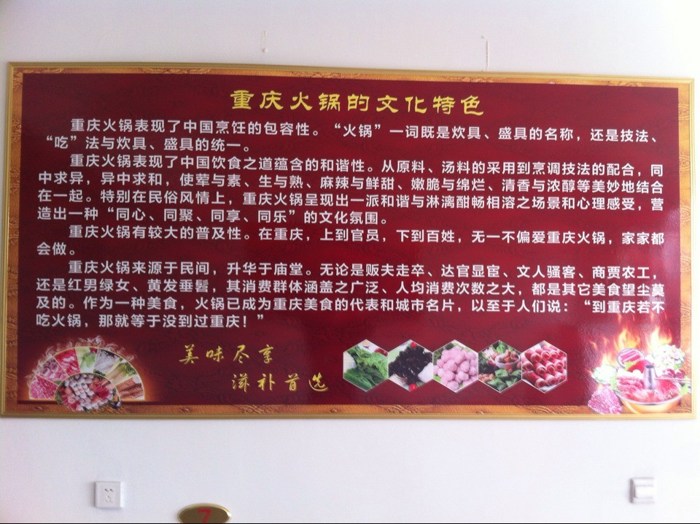 重庆火锅的文化特色
重庆火锅表现了中国烹饪的包容性。“火锅”一词既是炊具、盛具的名称，还是技法、
“吃”法与炊具、盛具的统一。
重庆火锅表现了中国饮食之道蕴含的和谐性。从原料、汤料的采用到烹调技法的配合，同
中求异，异中求和，使荤与素、生与熟、麻辣与鲜甜、嫩脆与绵烂、清香与浓醇等美妙地结合
在一起。特别在民俗风情上，重庆火锅呈现出一派和谐与淋漓酣畅相溶之场景和心理感受，营
造出一种“同心、同聚、同享、同乐”的文化氛围。
重庆火锅有较大的普及性。在重庆，上到官员，下到百姓，无一不偏爱重庆火锅，家家都
会做。
重庆火锅来源于民间，升华于庙堂。无论是贩夫走卒、达官显宦、文人骚客、商贾农工，
还是红男绿女、黄发垂髫，其消费群体涵盖之广泛、人均消费次数之大，都是其它美食望尘莫
及的。作为一种美食，火锅已成为重庆美食的代表和城市名片，以至于人们说：“到重庆若不
吃火锅，那就等于没到过重庆！”
美味尽享
滋补首选
7